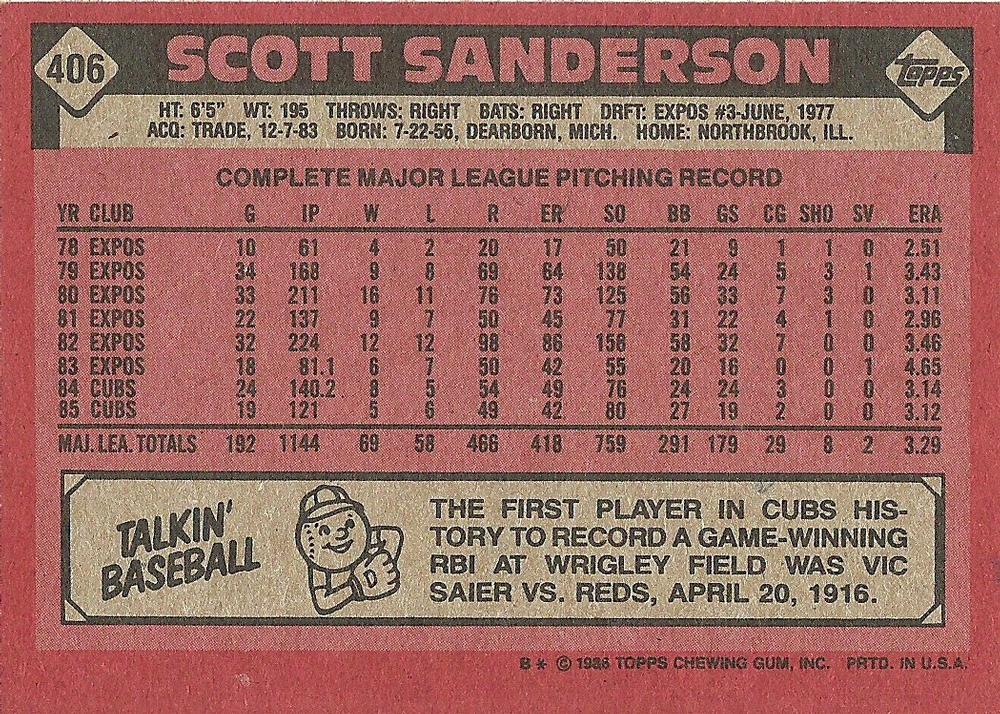 406 SCOTT SANDERSON topps
HT: 6'5" WT: 195 THROWS: RIGHT BATS: RIGHT DRFT: EXPOS #3-JUNE, 1977
ACQ: TRADE, 12-7-83 BORN: 7-22-56, DEARBORN, MICH. HOME: NORTHBROOK, ILL.
COMPLETE MAJOR LEAGUE PITCHING RECORD
YR CLUB G IP W L R ER SO BB GS CG SHO SV ERA
78 EXPOS 10 61 4 2 20 17 50 21 9 1 1 0 2.51
79 EXPOS 34 168 9 8 69 64 138 54 24 5 3 1 3.43
80 EXPOS 33 211 16 11 76 73 125 56 33 7 3 0 3.11
81 EXPOS 22 137 9 7 50 45 77 31 22 4 1 0 2.96
82 EXPOS 32 224 12 12 98 86 158 58 32 7 0 0 3.46
83 EXPOS 18 81.1 6 7 50 42 55 20 16 0 0 1 4.65
84 CUBS 24 140.2 8 5 54 49 76 24 24 3 0 0 3.14
85 CUBS 19 121 5 6 49 42 80 27 19 2 0 0 3.12
MAJ. LEA. TOTALS 192 1144 69 58 466 418 759 291 179 29 8 2 3.29
TALKIN'
BASEBALL
D
THE FIRST PLAYER IN CUBS HIS-
TORY TO RECORD A GAME-WINNING
RBI AT WRIGLEY FIELD WAS VIC
SAIER VS. REDS, APRIL 20, 1916.
B * © 1986 TOPPS CHEWING GUM, INC. PRTD. IN U.S.A.